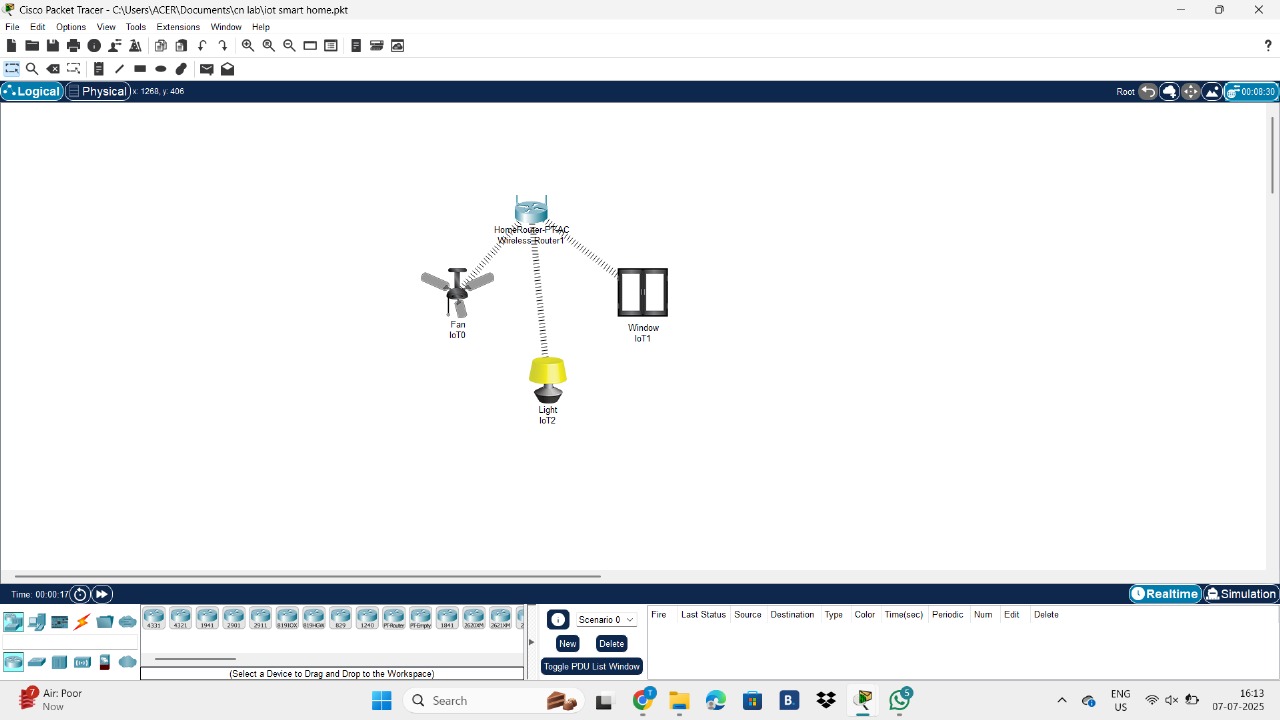 Cisco Packet Tracer - C:\Users\ACER\Documents\cn lab\iot smart home.pkt
File Edit Options View Tools Extensions Window Help
?
Logical Physical x: 1268, y: 406 Root 00:08:30
HomeRouter-PT-AC
Wireless Router1
Fan
IoT0
Window
IoT1
Light
IoT2
Time: 00:00:17 Realtime Simulation
4331 4321 1941 2901 2911 819IOX 819HGW 829 1240 PT-Router PT-Empty 1841 2620XM 2621XM
(Select a Device to Drag and Drop to the Workspace)
Scenario 0
New Delete
Toggle PDU List Window
Fire Last Status Source Destination Type Color Time(sec) Periodic Num Edit Delete
7 Air: Poor
Now
Search
T
B.
5
ENG
US
16:13
07-07-2025